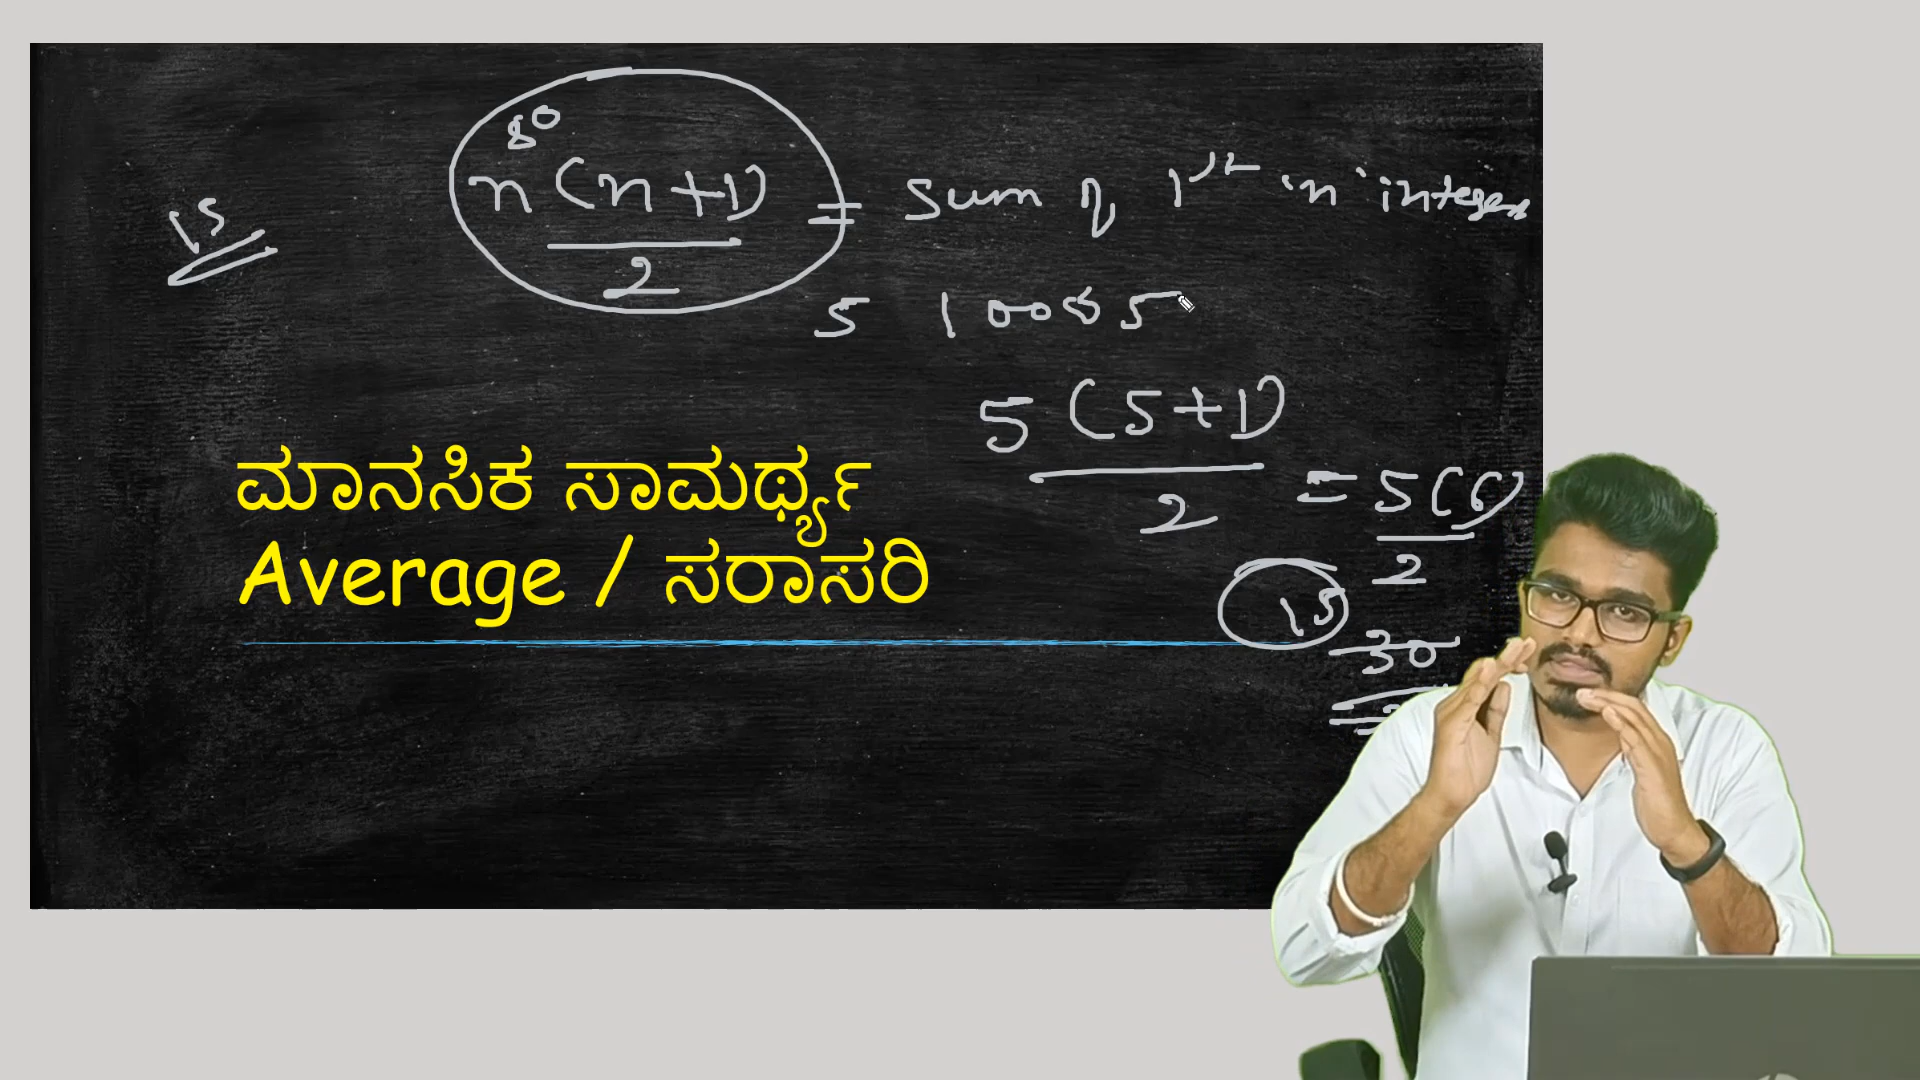 80
n(n+1)
2
= Sum of 1st 'n' integers
15
5 10005
5(5+1)
2
= 5(6)
2
15
30
ಮಾನಸಿಕ ಸಾಮರ್ಥ್ಯ
Average / ಸರಾಸರಿ